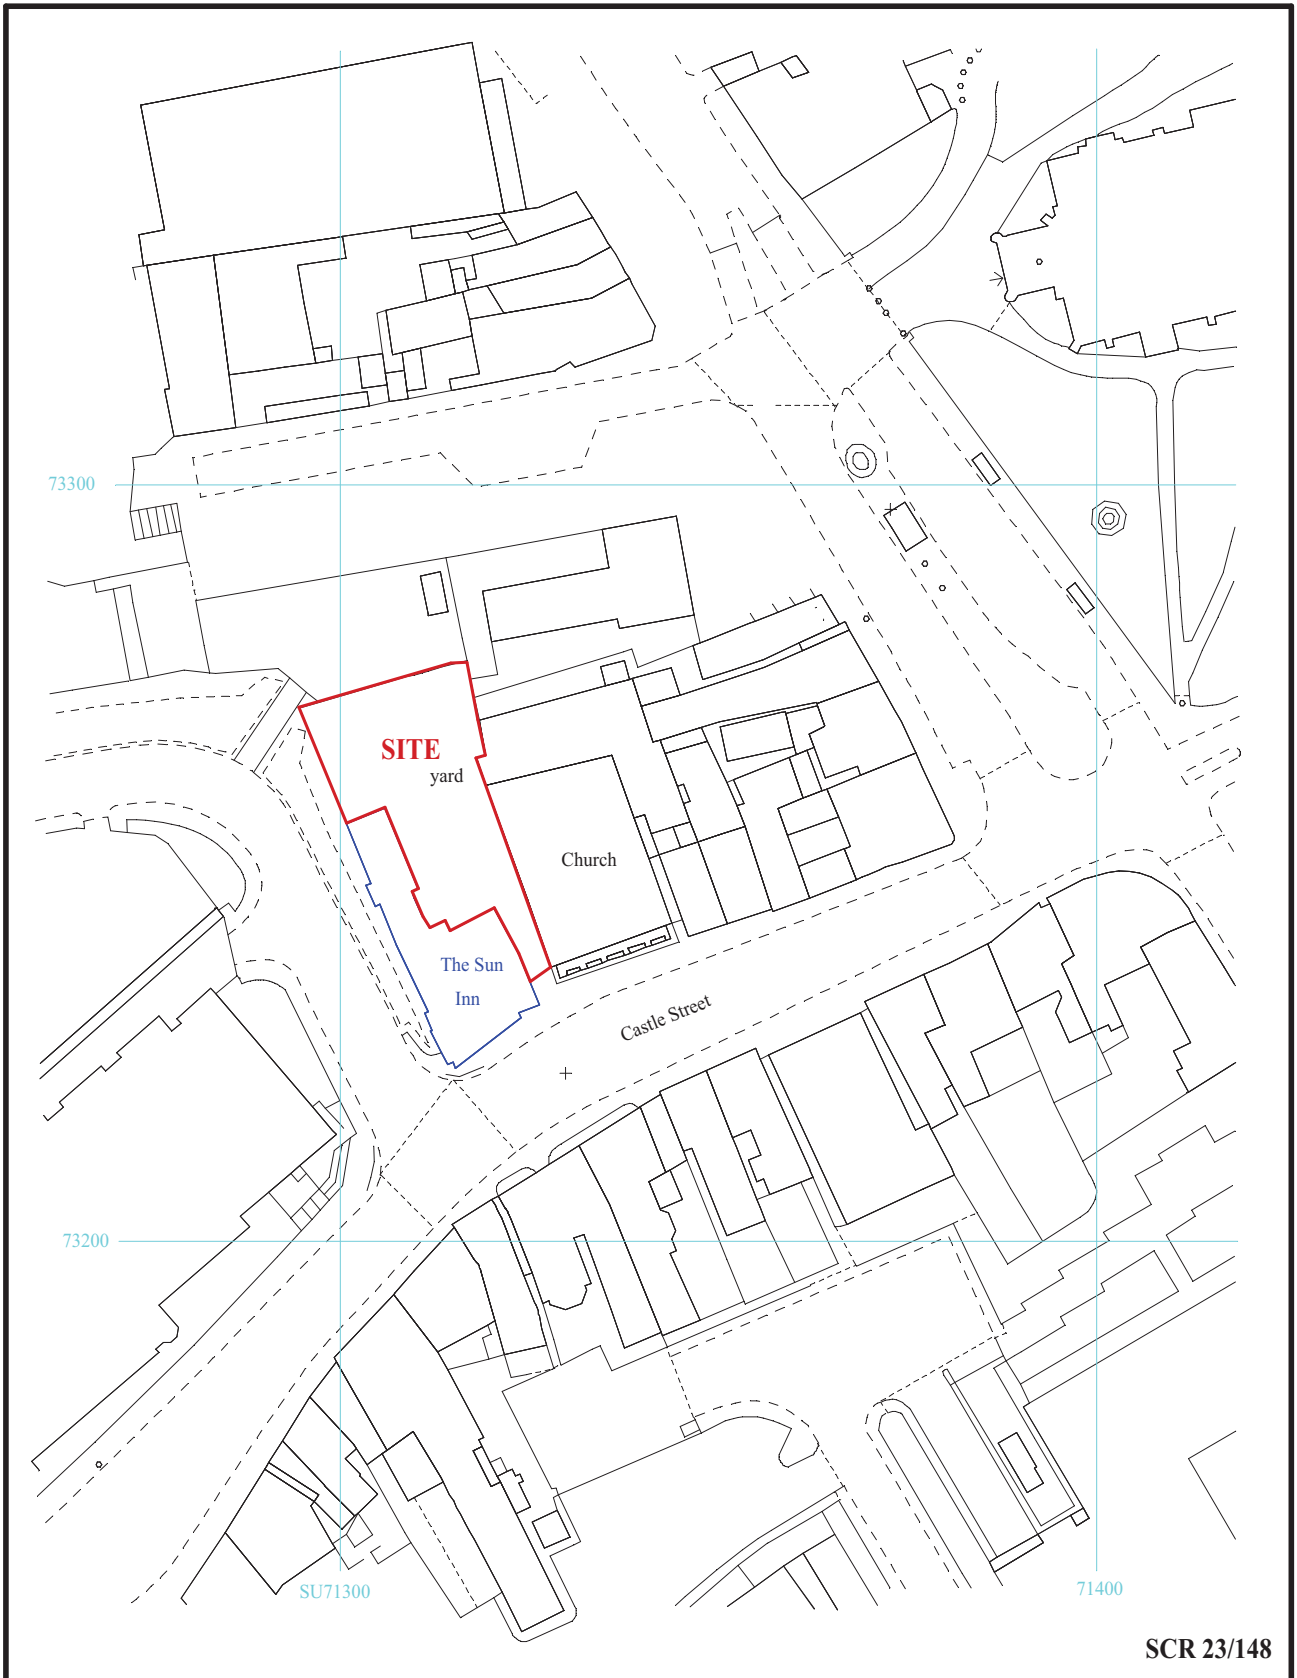 73300
SITE
yard
Church
The Sun
Inn
Castle Street
73200
SU71300
71400
SCR 23/148